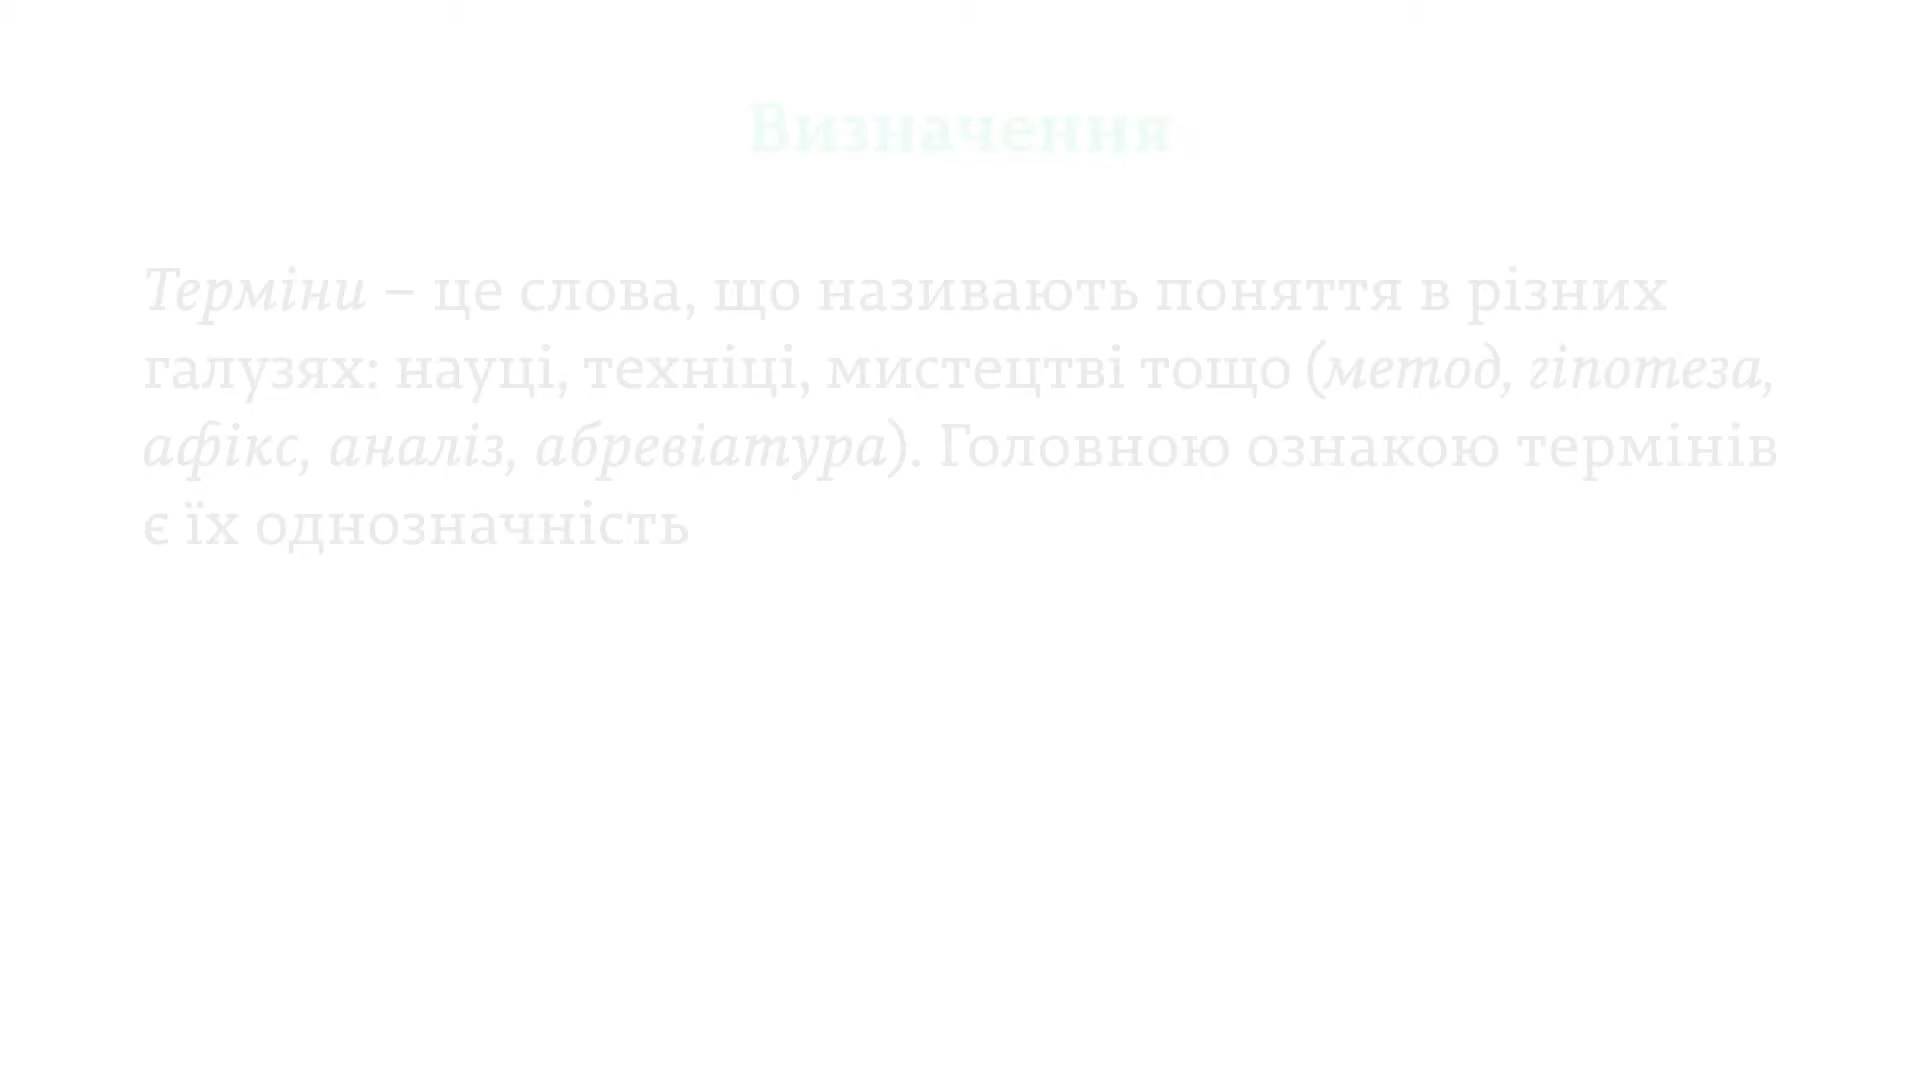 Визначення
Терміни – це слова, що називають поняття в різних
галузях: науці, техніці, мистецтві тощо (метод, гіпотеза,
афікс, аналіз, абревіатура). Головною ознакою термінів
є їх однозначність